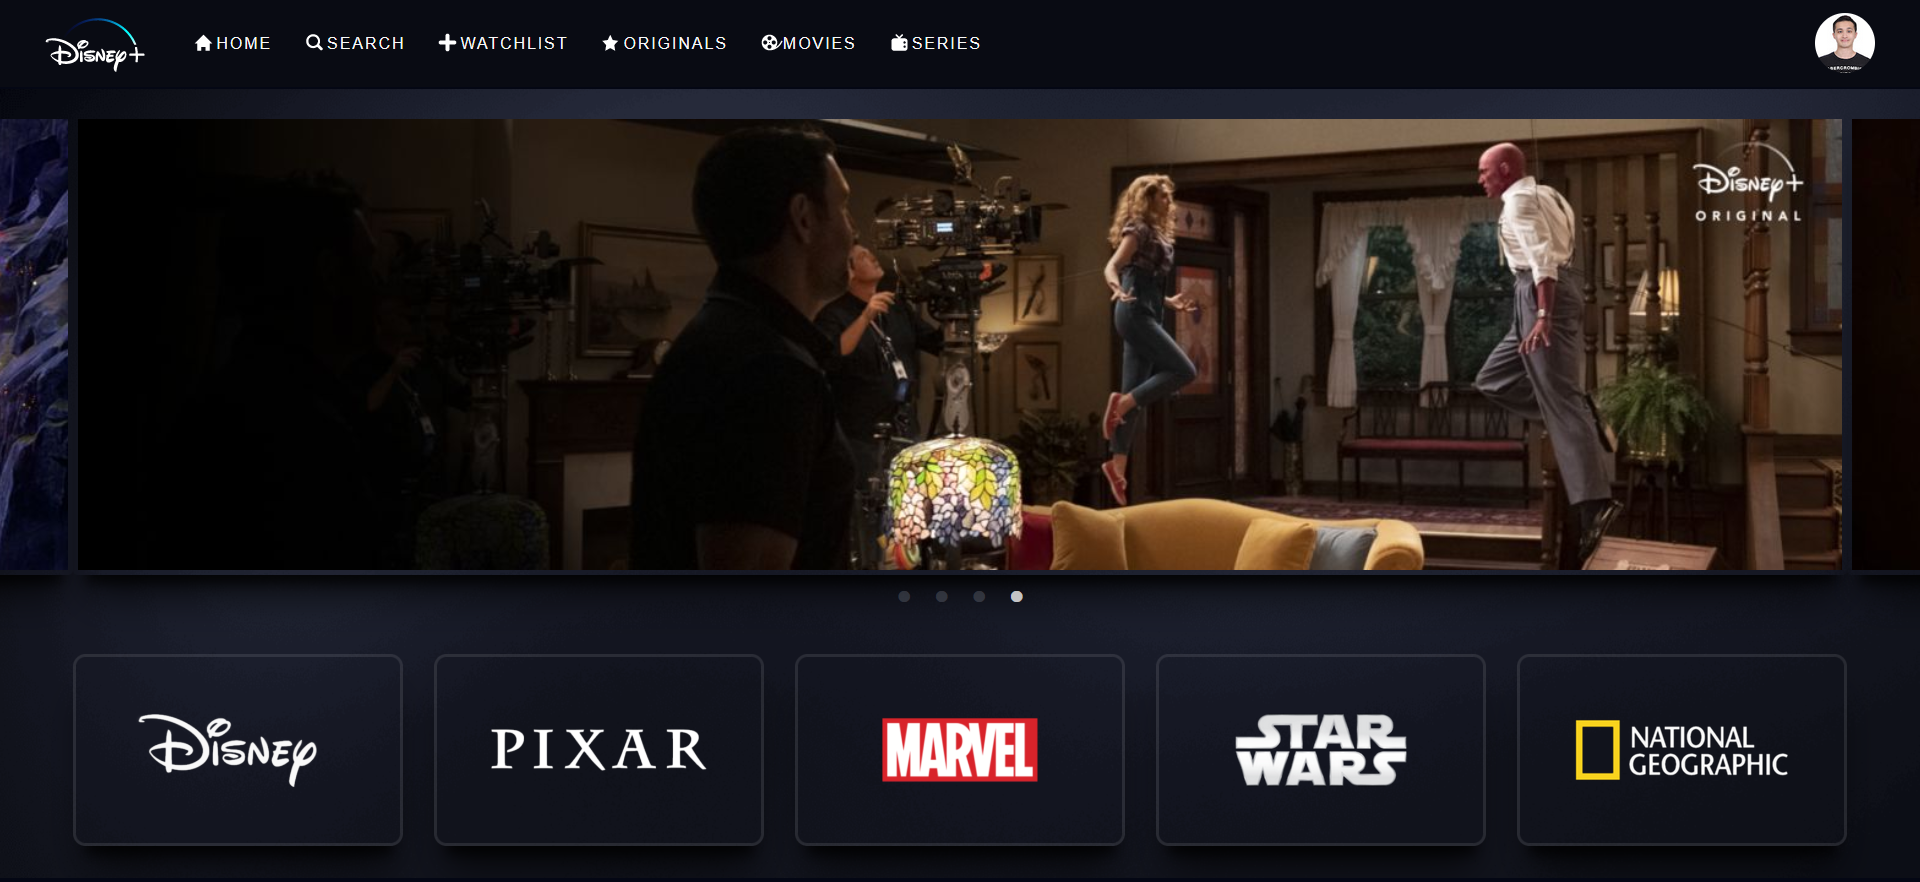 Disney+
HOME
SEARCH
WATCHLIST
ORIGINALS
MOVIES
SERIES
Disney+
ORIGINAL
Disney
PIXAR
MARVEL
STAR
WARS
NATIONAL
GEOGRAPHIC